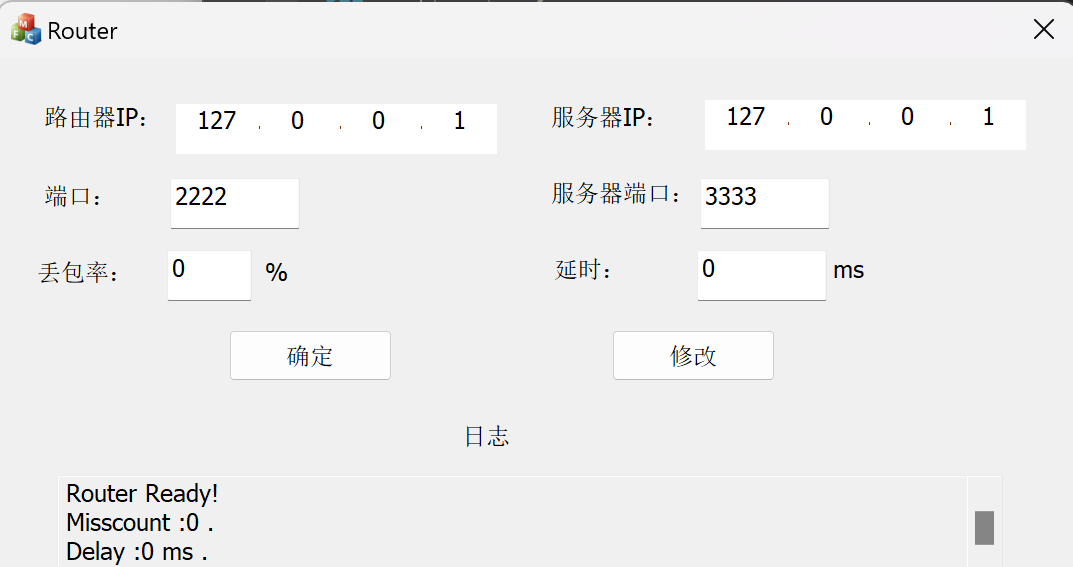 Router
路由器IP： 127 . 0 . 0 . 1 服务器IP： 127 . 0 . 0 . 1
端口： 2222 服务器端口： 3333
丢包率： 0 % 延时： 0 ms
确定 修改
日志
Router Ready!
Misscount :0 .
Delay :0 ms .